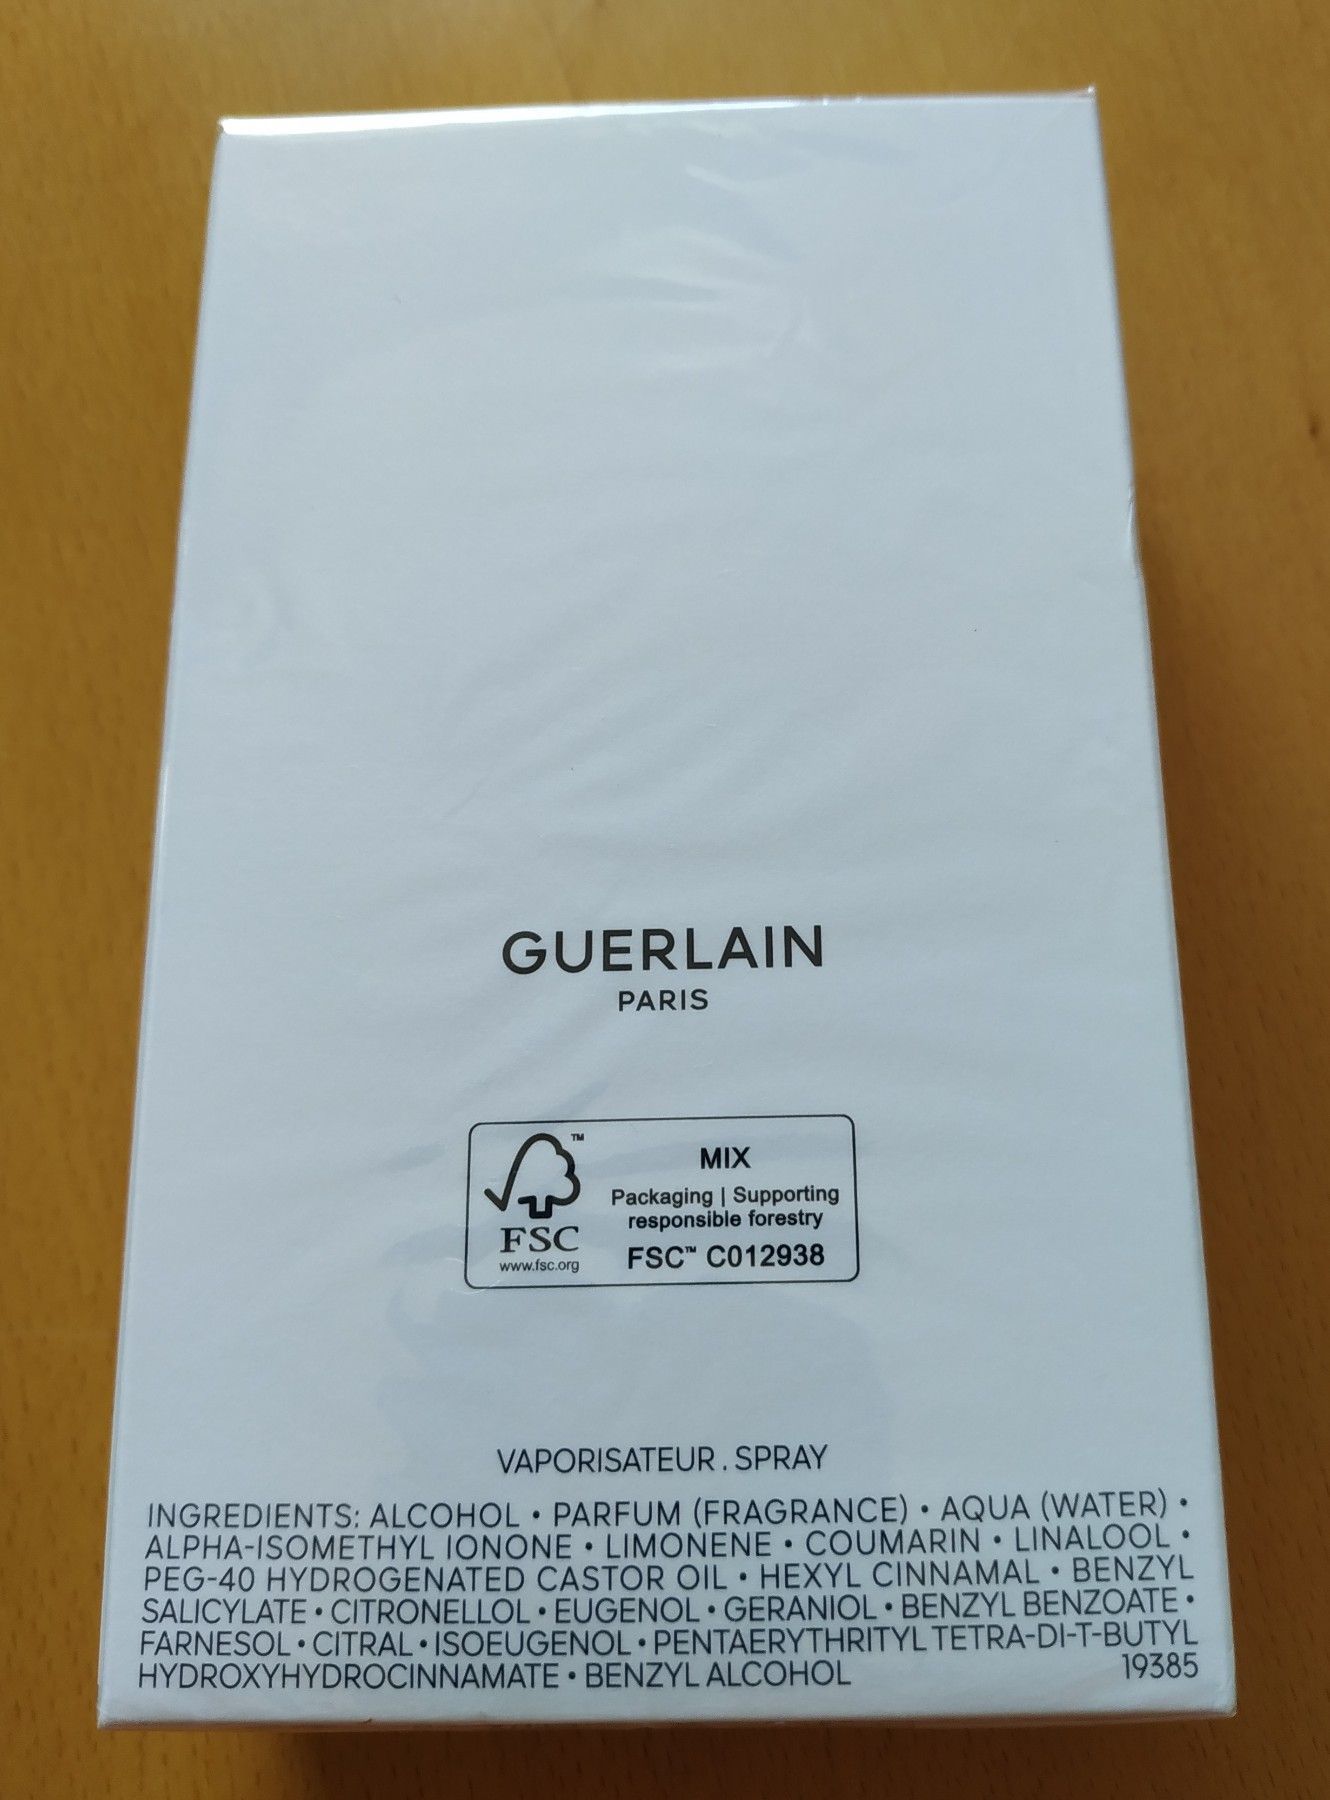 GUERLAIN
PARIS
FSC™
www.fsc.org
MIX
Packaging | Supporting
responsible forestry
FSC™ C012938
VAPORISATEUR . SPRAY
INGREDIENTS: ALCOHOL • PARFUM (FRAGRANCE) • AQUA (WATER) •
ALPHA-ISOMETHYL IONONE • LIMONENE • COUMARIN • LINALOOL •
PEG-40 HYDROGENATED CASTOR OIL • HEXYL CINNAMAL • BENZYL
SALICYLATE • CITRONELLOL • EUGENOL • GERANIOL • BENZYL BENZOATE •
FARNESOL • CITRAL • ISOEUGENOL • PENTAERYTHRITYL TETRA-DI-T-BUTYL
HYDROXYHYDROCINNAMATE • BENZYL ALCOHOL 19385